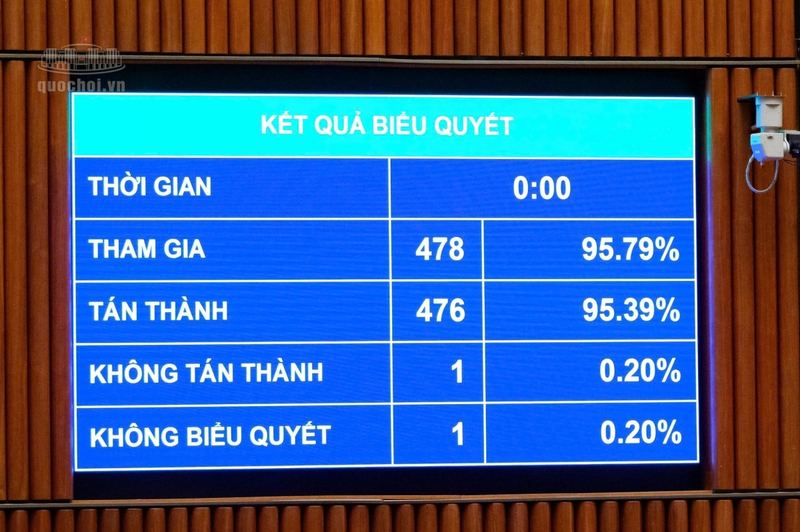 quochoi.vn
KẾT QUẢ BIỂU QUYẾT
THỜI GIAN 0:00
THAM GIA 478 95.79%
TÁN THÀNH 476 95.39%
KHÔNG TÁN THÀNH 1 0.20%
KHÔNG BIỂU QUYẾT 1 0.20%